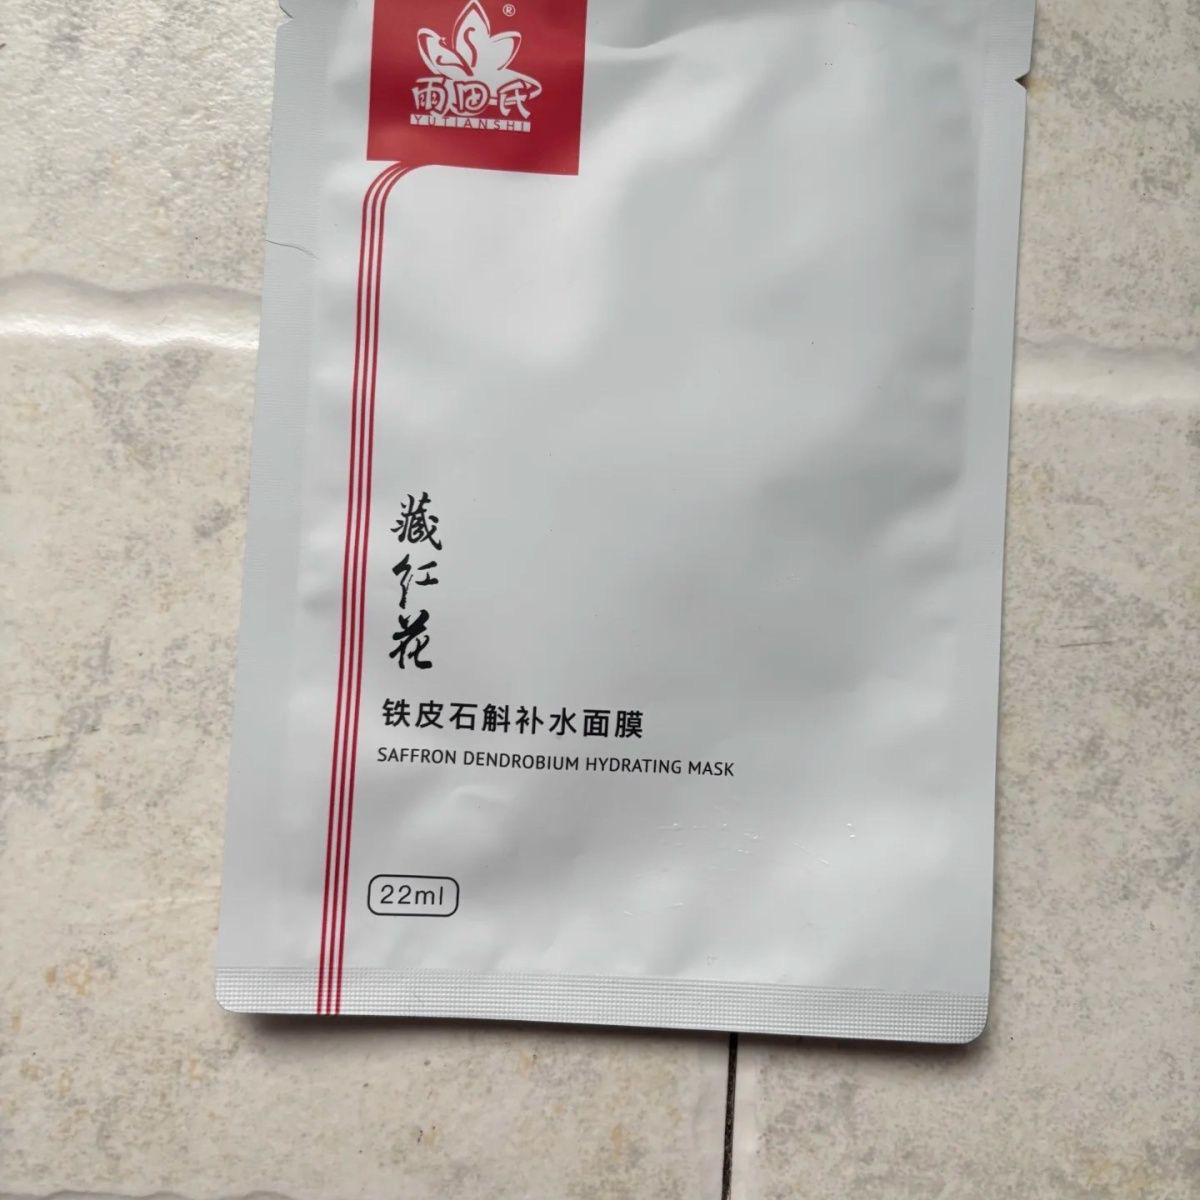 ®
雨田氏
YUTIANSHI
藏红花
铁皮石斛补水面膜
SAFFRON DENDROBIUM HYDRATING MASK
22ml